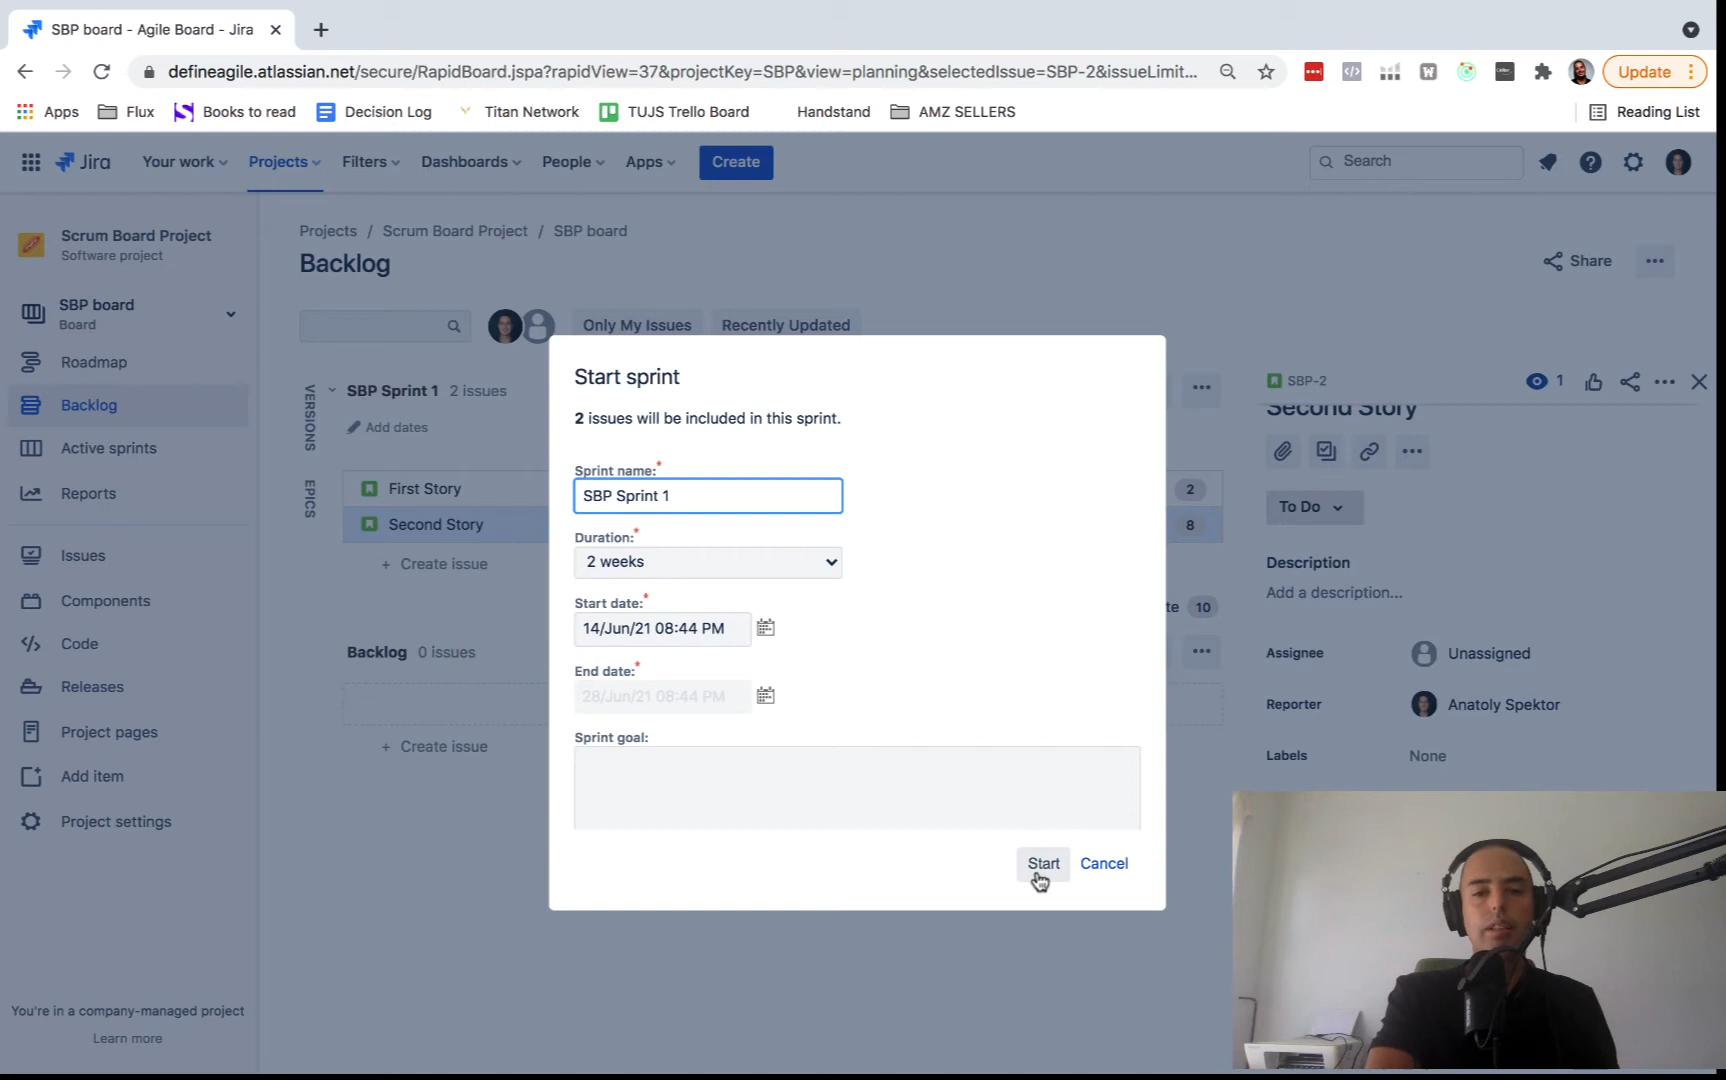 SBP board - Agile Board - Jira
defineagile.atlassian.net/secure/RapidBoard.jspa?rapidView=37&projectKey=SBP&view=planning&selectedIssue=SBP-2&issueLimit...
Update
Apps
Flux
Books to read
Decision Log
Titan Network
TUJS Trello Board
Handstand
AMZ SELLERS
Reading List
Jira
Your work
Projects
Filters
Dashboards
People
Apps
Create
Search
Scrum Board Project
Software project
SBP board
Board
Roadmap
Backlog
Active sprints
Reports
Issues
Components
Code
Releases
Project pages
Add item
Project settings
You're in a company-managed project
Learn more
Projects / Scrum Board Project / SBP board
Backlog
Share
Only My Issues
Recently Updated
VERSIONS
EPICS
SBP Sprint 1 2 issues
Add dates
First Story
2
Second Story
8
+ Create issue
te 10
Backlog 0 issues
+ Create issue
Start sprint
2 issues will be included in this sprint.
Sprint name:*
SBP Sprint 1
Duration:*
2 weeks
Start date:*
14/Jun/21 08:44 PM
End date:*
28/Jun/21 08:44 PM
Sprint goal:
Start
Cancel
SBP-2
1
Second Story
To Do
Description
Add a description...
Assignee
Unassigned
Reporter
Anatoly Spektor
Labels
None